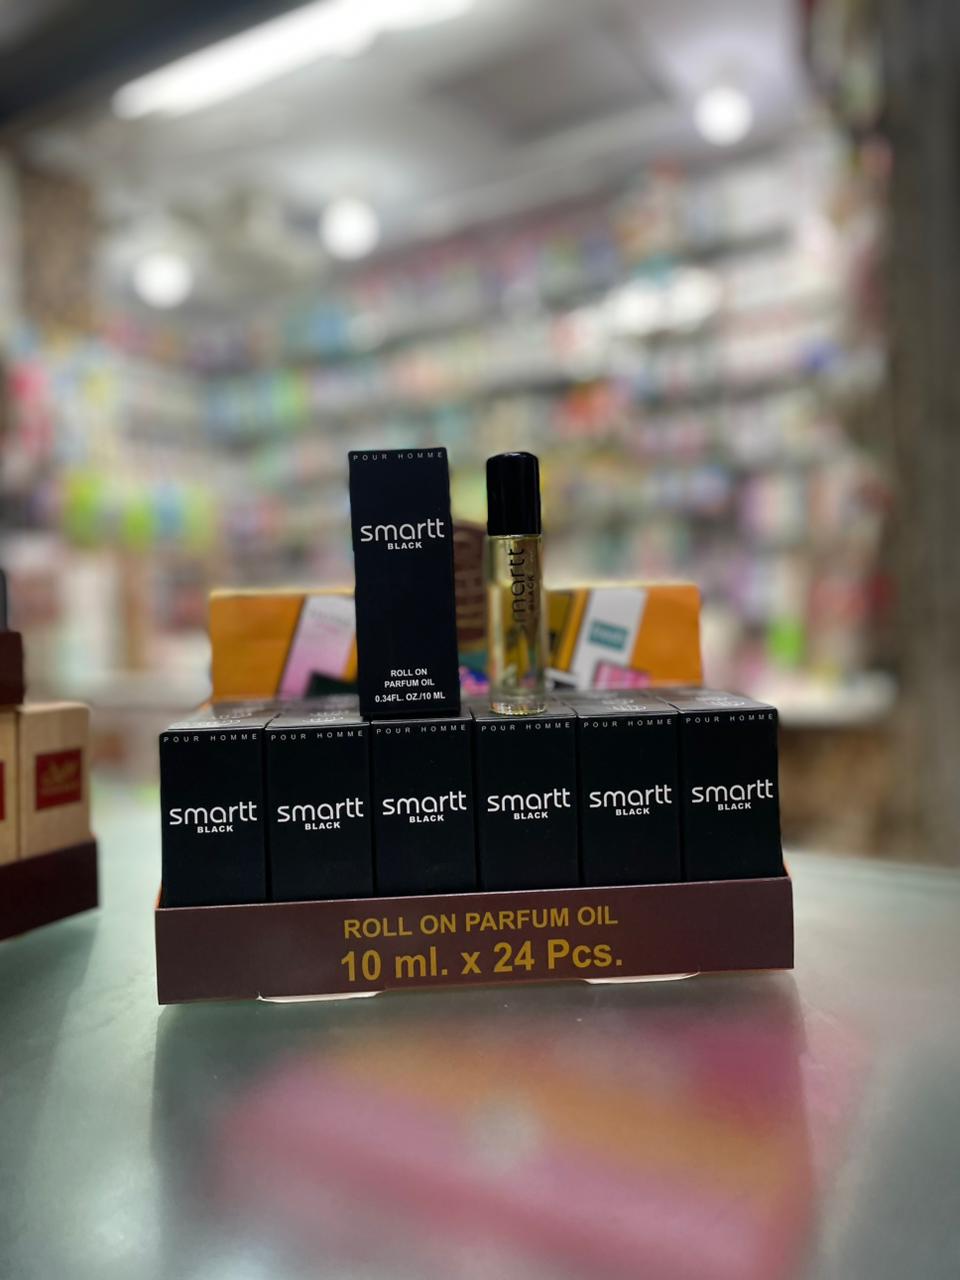 POUR HOMME
smartt
BLACK
ROLL ON
PARFUM OIL
0.34FL. OZ./10 ML
smartt
BLACK
POUR HOMME
smartt
BLACK
POUR HOMME
smartt
BLACK
POUR HOMME
smartt
BLACK
POUR HOMME
smartt
BLACK
POUR HOMME
smartt
BLACK
POUR HOMME
smartt
BLACK
ROLL ON PARFUM OIL
10 ml. x 24 Pcs.